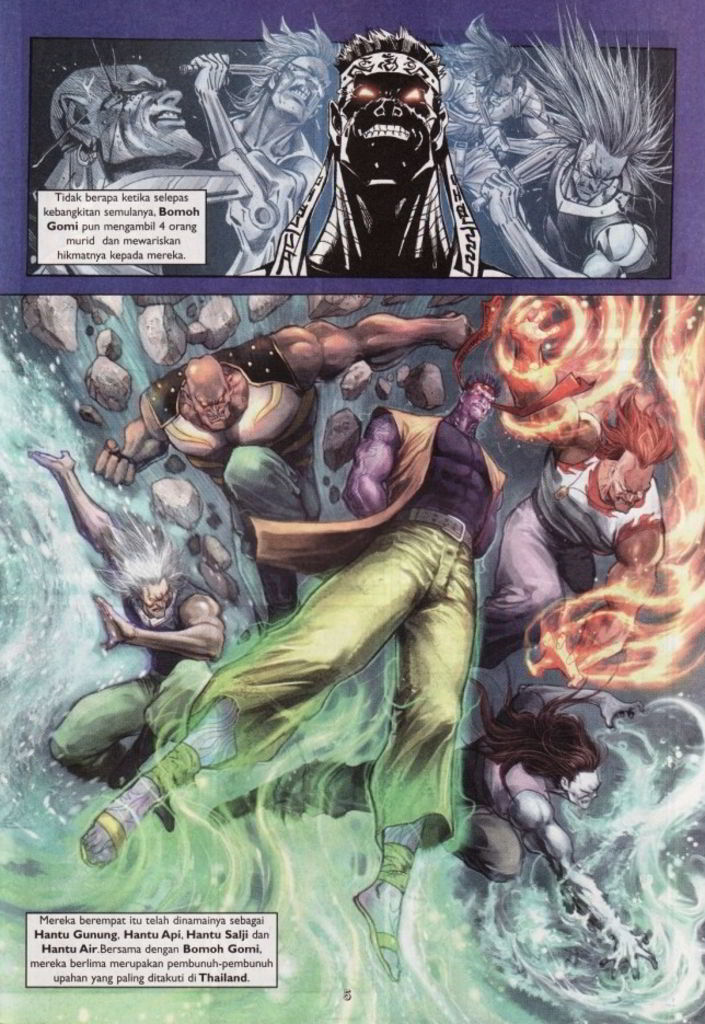 Tidak berapa ketika selepas
kebangkitan semulanya, Bomoh
Gomi pun mengambil 4 orang
murid dan mewariskan
hikmatnya kepada mereka.
Mereka berempat itu telah dinamainya sebagai
Hantu Gunung, Hantu Api, Hantu Salji dan
Hantu Air.Bersama dengan Bomoh Gomi,
mereka berlima merupakan pembunuh-pembunuh
upahan yang paling ditakuti di Thailand.
5